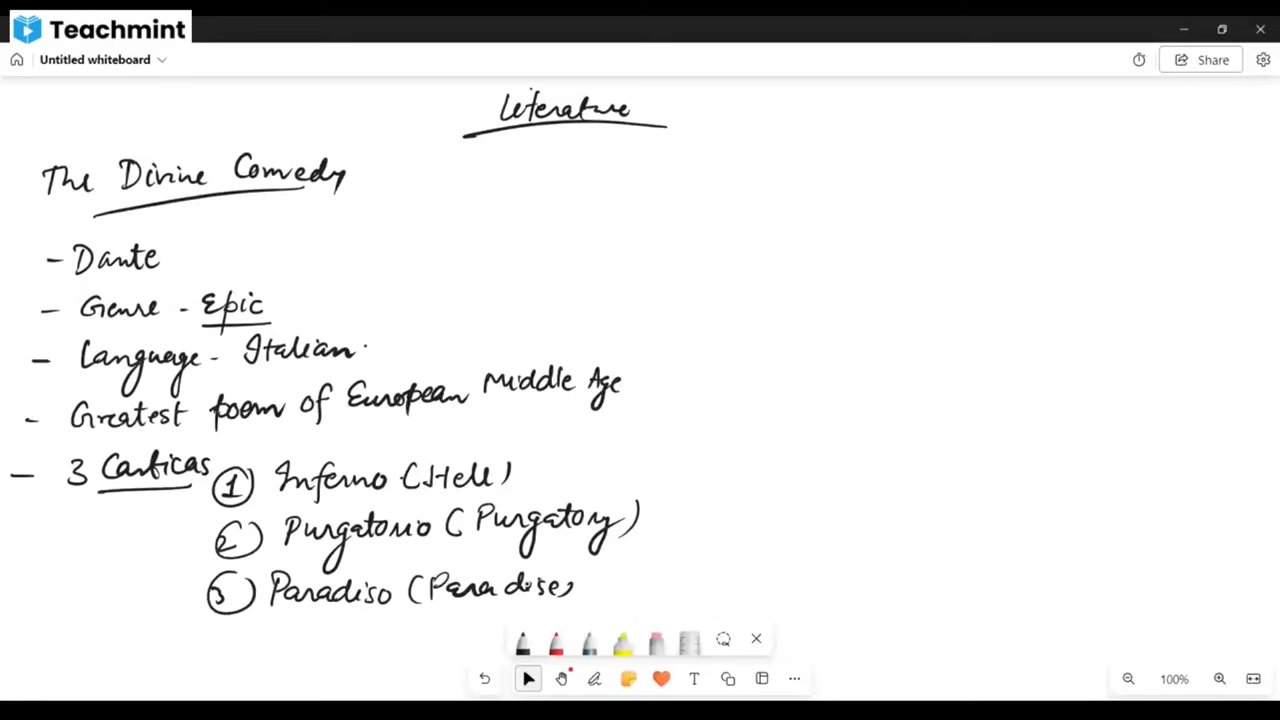 Teachmint
Untitled whiteboard
Share
Literature
The Divine Comedy
- Dante
- Genre - Epic
- Language - Italian.
- Greatest poem of European Middle Age
- 3 Canticas
1 Inferno (Hell)
2 Purgatorio (Purgatory)
3 Paradiso (Paradise)
T
100%